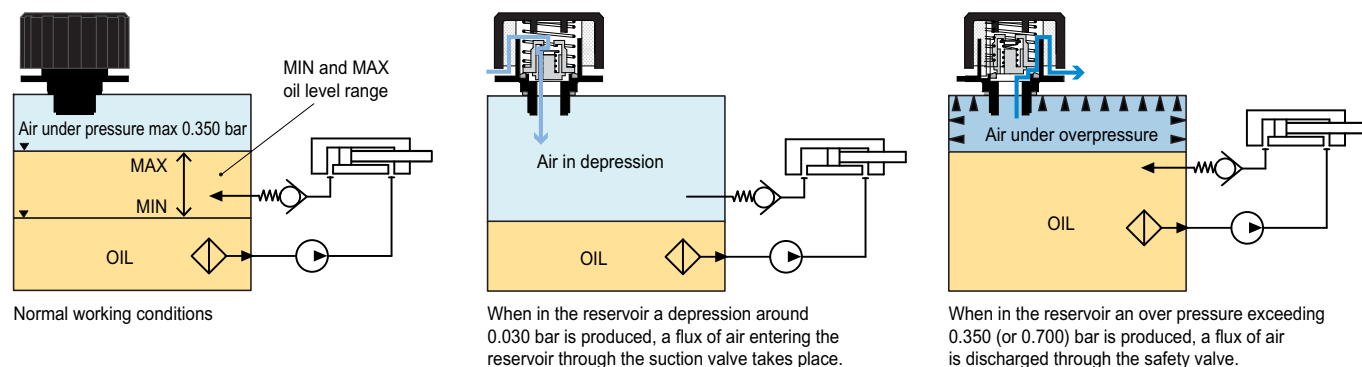 MIN and MAX
oil level range
Air under pressure max 0.350 bar
MAX
MIN
OIL
Normal working conditions
Air in depression
OIL
When in the reservoir a depression around
0.030 bar is produced, a flux of air entering the
reservoir through the suction valve takes place.
Air under overpressure
OIL
When in the reservoir an over pressure exceeding
0.350 (or 0.700) bar is produced, a flux of air
is discharged through the safety valve.